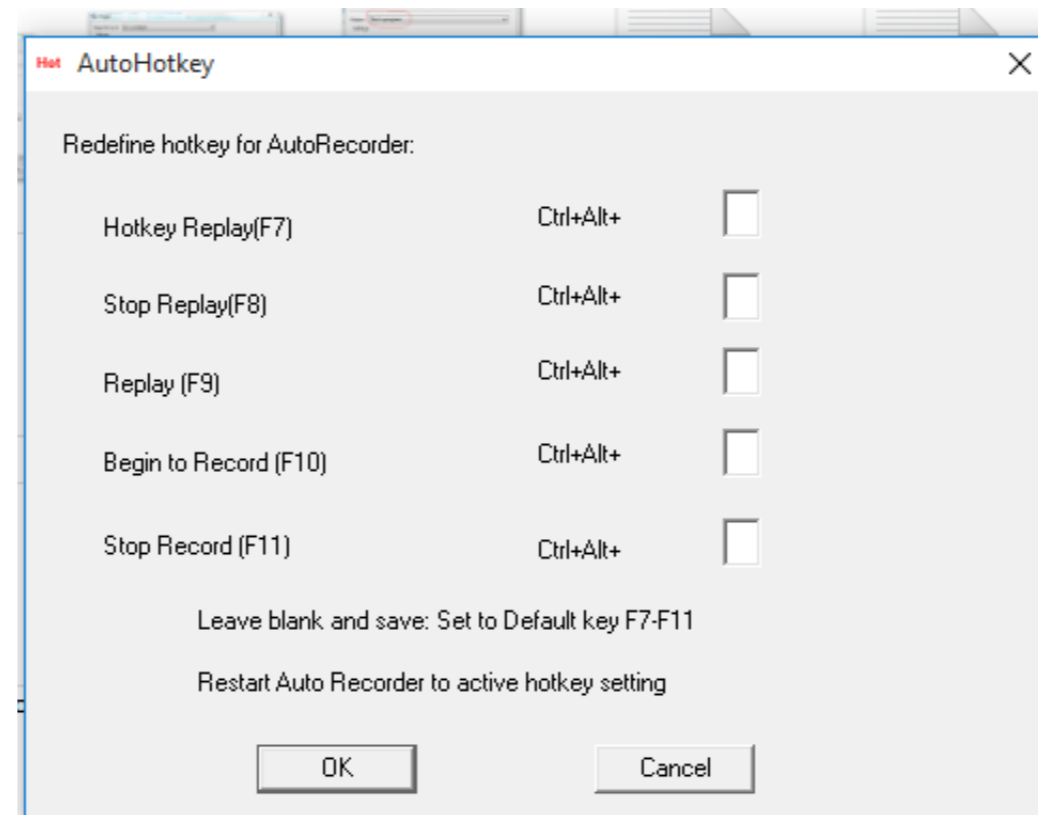 Hot AutoHotkey
Redefine hotkey for AutoRecorder:
Hotkey Replay(F7) Ctrl+Alt+
Stop Replay(F8) Ctrl+Alt+
Replay (F9) Ctrl+Alt+
Begin to Record (F10) Ctrl+Alt+
Stop Record (F11) Ctrl+Alt+
Leave blank and save: Set to Default key F7-F11
Restart Auto Recorder to active hotkey setting
OK Cancel